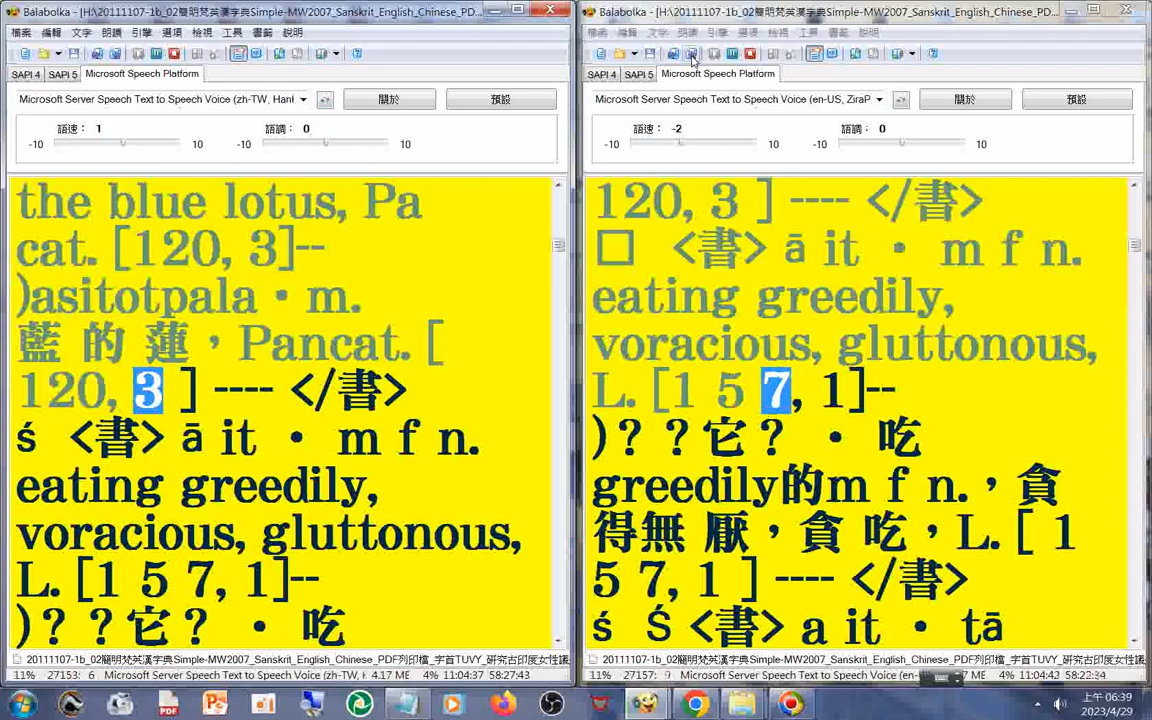 Balabolka - [H:\20111107-1b_02簡明梵英漢字典Simple-MW2007_Sanskrit_English_Chinese_PD...
檔案 編輯 文字 朗讀 引擎 選項 檢視 工具 書籤 說明
SAPI 4 SAPI 5 Microsoft Speech Platform
Microsoft Server Speech Text to Speech Voice (zh-TW, Hanl
關於 預設
語速： 1 語調： 0
-10 10 -10 10
the blue lotus, Pa
cat. [120, 3]--
)asitotpala • m.
藍 的 蓮，Pancat. [
120, 3 ] ---- </書>
ś <書> ā it • m f n.
eating greedily,
voracious, gluttonous,
L. [1 5 7, 1]--
)？？它？ • 吃
20111107-1b_02簡明梵英漢字典Simple-MW2007_Sanskrit_English_Chinese_PDF列印檔_字首TUVY_研究古印度女性議
11% 27153: 6 Microsoft Server Speech Text to Speech Voice (zh-TW, H 4.17 ME 4% 11:04:37 58:27:43
Balabolka - [H:\20111107-1b_02簡明梵英漢字典Simple-MW2007_Sanskrit_English_Chinese_PDF...
檔案 編輯 文字 朗讀 引擎 選項 檢視 工具 書籤 說明
SAPI 4 SAPI 5 Microsoft Speech Platform
Microsoft Server Speech Text to Speech Voice (en-US, ZiraP
關於 預設
語速： -2 語調： 0
-10 10 -10 10
120, 3 ] ---- </書>
□ <書> ā it • m f n.
eating greedily,
voracious, gluttonous,
L. [1 5 7, 1]--
)？？它？ • 吃
greedily的m f n.，貪
得無 厭，貪 吃，L. [ 1
5 7, 1 ] ---- </書>
ś Ś <書> a it • tā
20111107-1b_02簡明梵英漢字典Simple-MW2007_Sanskrit_English_Chinese_PDF列印檔_字首TUVY_研究古印度女性議
11% 27157: 9 Microsoft Server Speech Text to Speech Voice 4.17 ME 4% 11:04:42 58:22:34
上午 06:39
2023/4/29